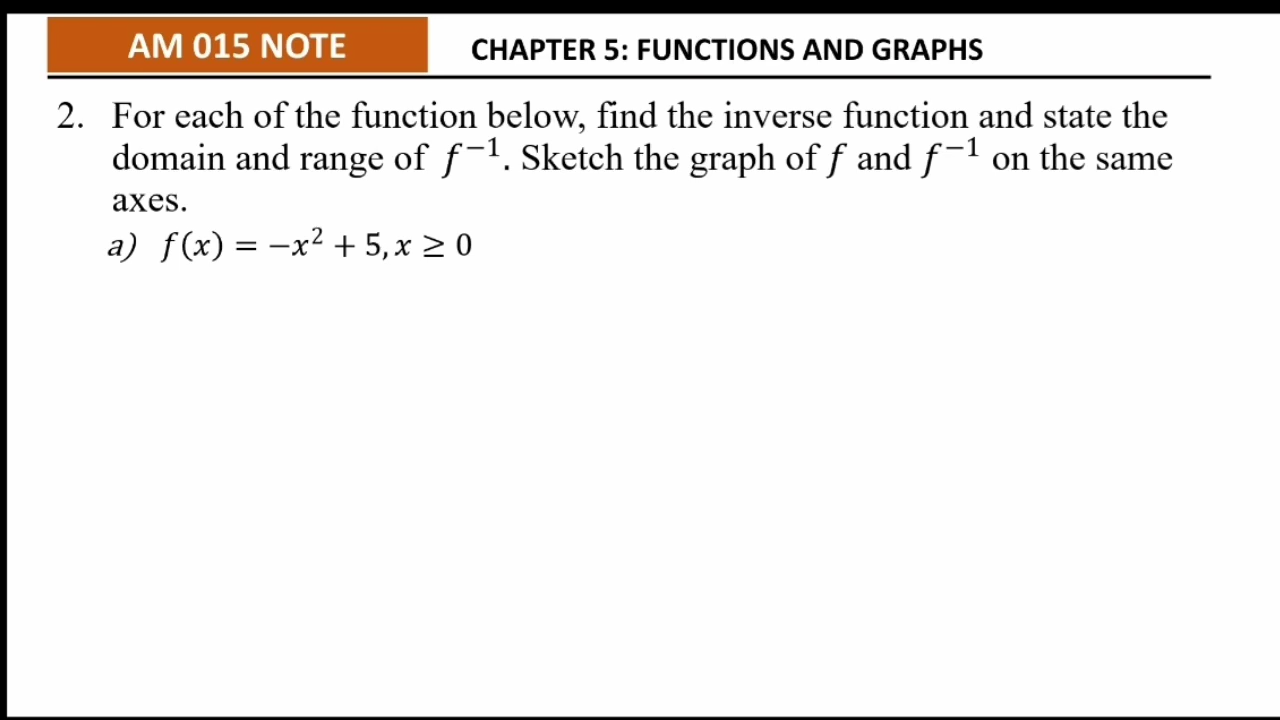 AM 015 NOTE
CHAPTER 5: FUNCTIONS AND GRAPHS
2. For each of the function below, find the inverse function and state the
domain and range of f⁻¹. Sketch the graph of f and f⁻¹ on the same
axes.
a) f(x) = −x² + 5, x ≥ 0